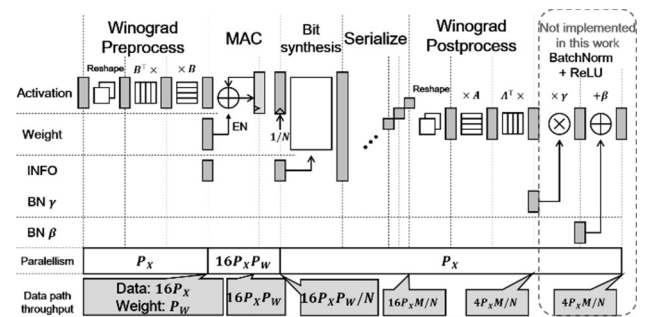 Winograd
Preprocess
MAC
Bit
synthesis
Serialize
Winograd
Postprocess
Not implemented
in this work
BatchNorm
+ ReLU
Reshape
B^⊤ ×
× B
Reshape
× A
A^⊤ ×
× γ
+β
Activation
Weight
EN
1/N
INFO
BN γ
BN β
Parallelism
P_X
16P_XP_W
P_X
Data path
throughput
Data: 16P_X
Weight: P_W
16P_XP_W
16P_XP_W/N
16P_XM/N
4P_XM/N
4P_XM/N